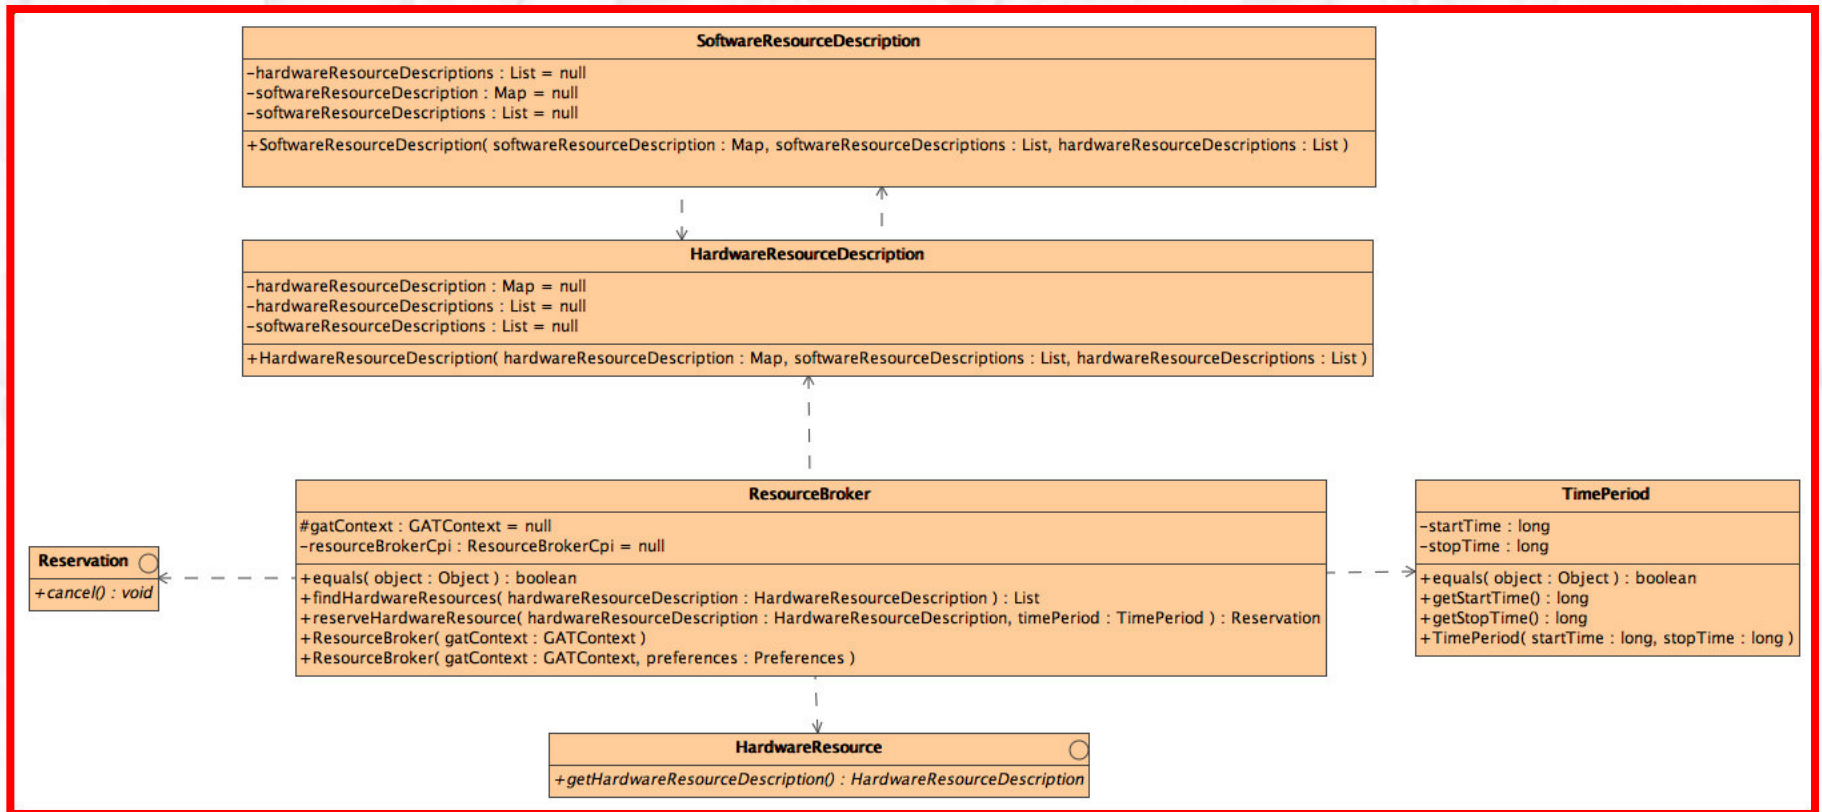 SoftwareResourceDescription
-hardwareResourceDescriptions : List = null
-softwareResourceDescription : Map = null
-softwareResourceDescriptions : List = null
+SoftwareResourceDescription( softwareResourceDescription : Map, softwareResourceDescriptions : List, hardwareResourceDescriptions : List )
HardwareResourceDescription
-hardwareResourceDescription : Map = null
-hardwareResourceDescriptions : List = null
-softwareResourceDescriptions : List = null
+HardwareResourceDescription( hardwareResourceDescription : Map, softwareResourceDescriptions : List, hardwareResourceDescriptions : List )
Reservation
+cancel() : void
ResourceBroker
#gatContext : GATContext = null
-resourceBrokerCpi : ResourceBrokerCpi = null
+equals( object : Object ) : boolean
+findHardwareResources( hardwareResourceDescription : HardwareResourceDescription ) : List
+reserveHardwareResource( hardwareResourceDescription : HardwareResourceDescription, timePeriod : TimePeriod ) : Reservation
+ResourceBroker( gatContext : GATContext )
+ResourceBroker( gatContext : GATContext, preferences : Preferences )
TimePeriod
-startTime : long
-stopTime : long
+equals( object : Object ) : boolean
+getStartTime() : long
+getStopTime() : long
+TimePeriod( startTime : long, stopTime : long )
HardwareResource
+getHardwareResourceDescription() : HardwareResourceDescription